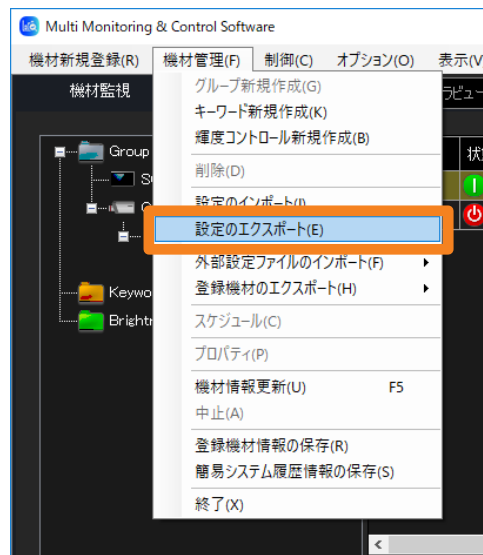 Multi Monitoring & Control Software
機材新規登録(R) 機材管理(F) 制御(C) オプション(O) 表示(V
機材監視
グループ新規作成(G)
キーワード新規作成(K)
輝度コントロール新規作成(B)
削除(D)
設定のインポート(I)
設定のエクスポート(E)
外部設定ファイルのインポート(F)
登録機材のエクスポート(H)
スケジュール(C)
プロパティ(P)
機材情報更新(U) F5
中止(A)
登録機材情報の保存(R)
簡易システム履歴情報の保存(S)
終了(X)
Group
Keywo
Bright